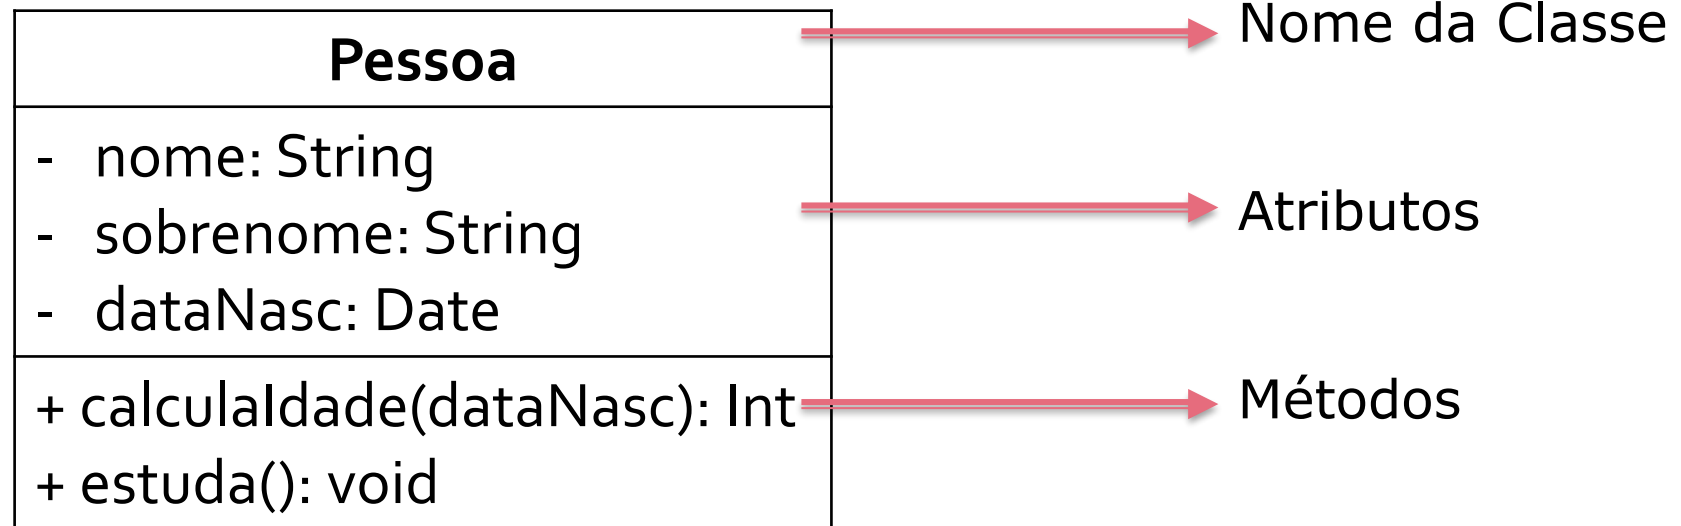 Pessoa
Nome da Classe
- nome: String
- sobrenome: String
- dataNasc: Date
Atributos
+ calculaIdade(dataNasc): Int
+ estuda(): void
Métodos